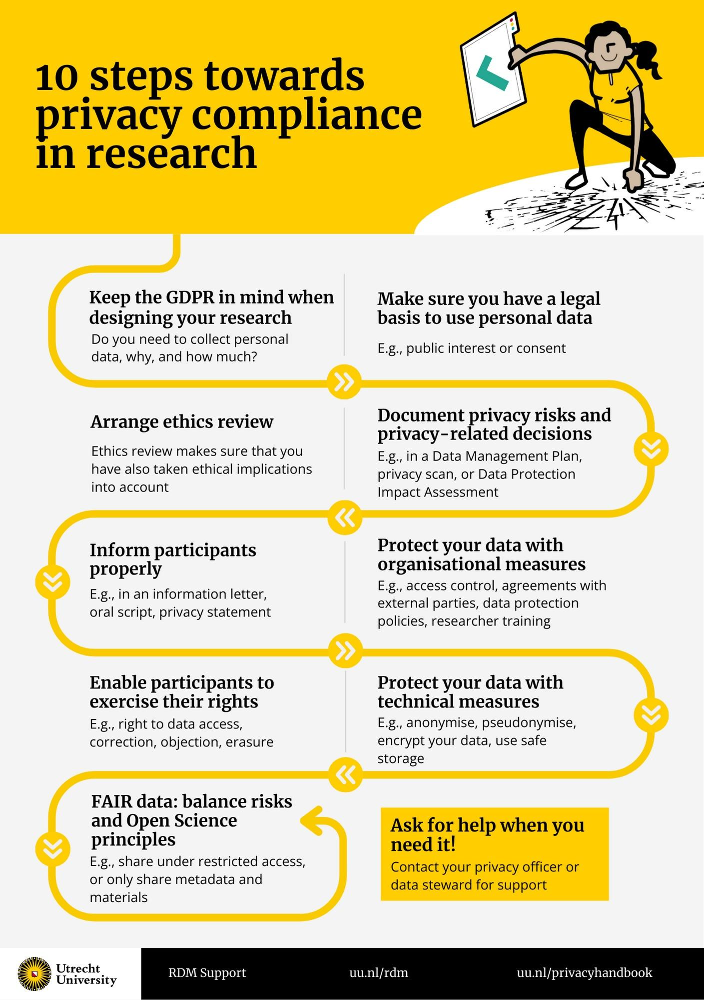 10 steps towards
privacy compliance
in research
Keep the GDPR in mind when
designing your research
Do you need to collect personal
data, why, and how much?
Make sure you have a legal
basis to use personal data
E.g., public interest or consent
Arrange ethics review
Ethics review makes sure that you
have also taken ethical implications
into account
Document privacy risks and
privacy-related decisions
E.g., in a Data Management Plan,
privacy scan, or Data Protection
Impact Assessment
Inform participants
properly
E.g., in an information letter,
oral script, privacy statement
Protect your data with
organisational measures
E.g., access control, agreements with
external parties, data protection
policies, researcher training
Enable participants to
exercise their rights
E.g., right to data access,
correction, objection, erasure
Protect your data with
technical measures
E.g., anonymise, pseudonymise,
encrypt your data, use safe
storage
FAIR data: balance risks
and Open Science
principles
E.g., share under restricted access,
or only share metadata and
materials
Ask for help when you
need it!
Contact your privacy officer or
data steward for support
Utrecht
University
RDM Support
uu.nl/rdm
uu.nl/privacyhandbook